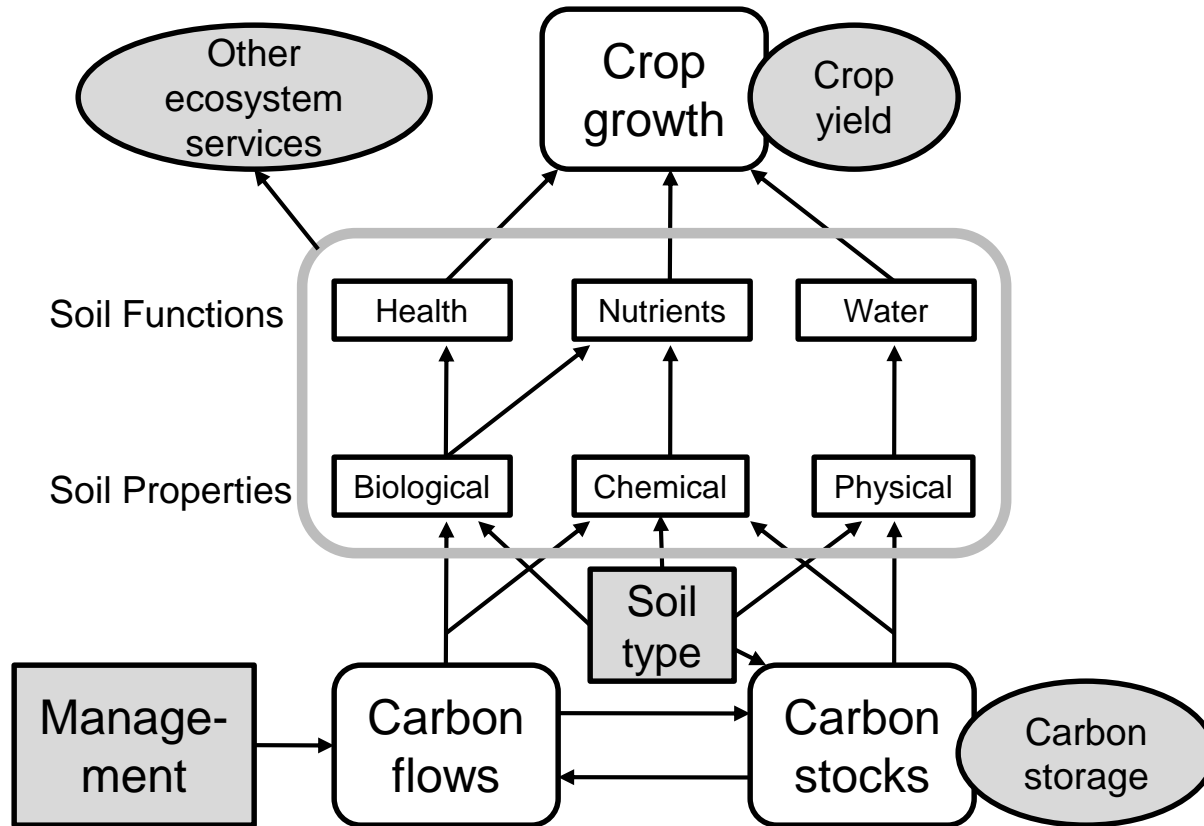 Other
ecosystem
services
Crop
growth
Crop
yield
Soil Functions
Health
Nutrients
Water
Soil Properties
Biological
Chemical
Physical
Soil
type
Manage-
ment
Carbon
flows
Carbon
stocks
Carbon
storage